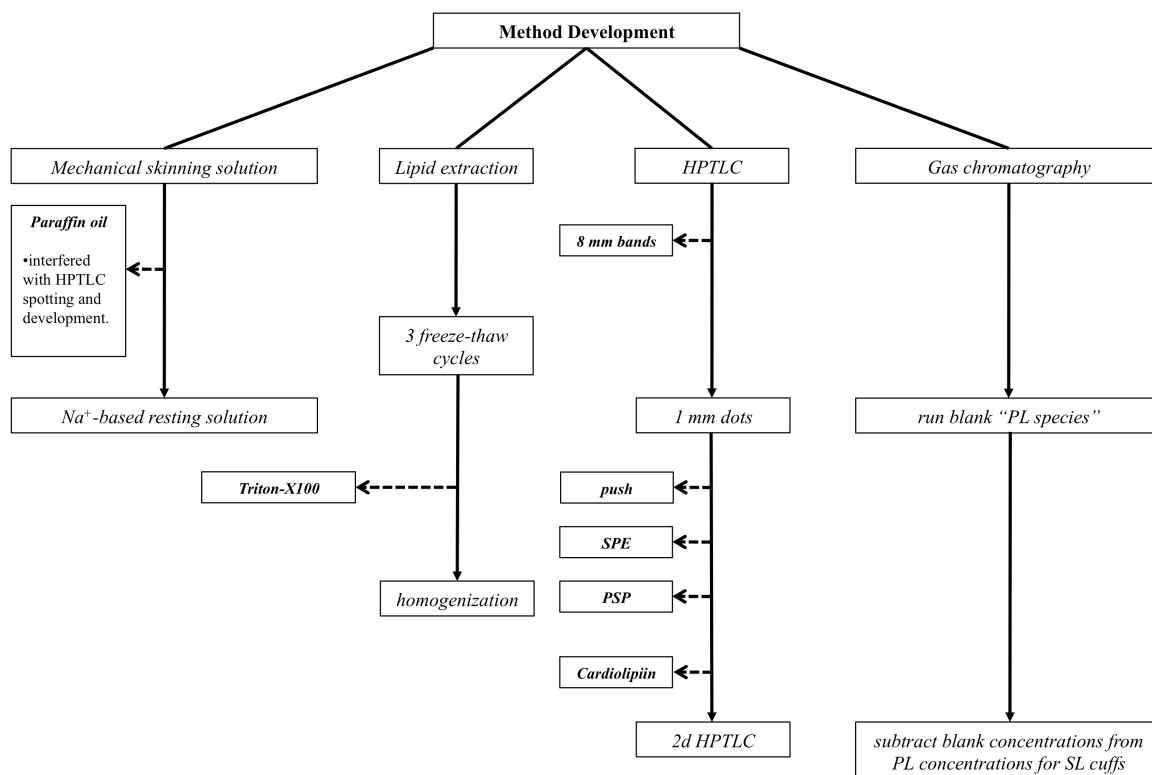 Method Development
Mechanical skinning solution
Lipid extraction
HPTLC
Gas chromatography
Paraffin oil
•interfered
with HPTLC
spotting and
development.
8 mm bands
3 freeze-thaw
cycles
Na⁺-based resting solution
1 mm dots
run blank “PL species”
Triton-X100
push
SPE
homogenization
PSP
Cardiolipiin
2d HPTLC
subtract blank concentrations from
PL concentrations for SL cuffs